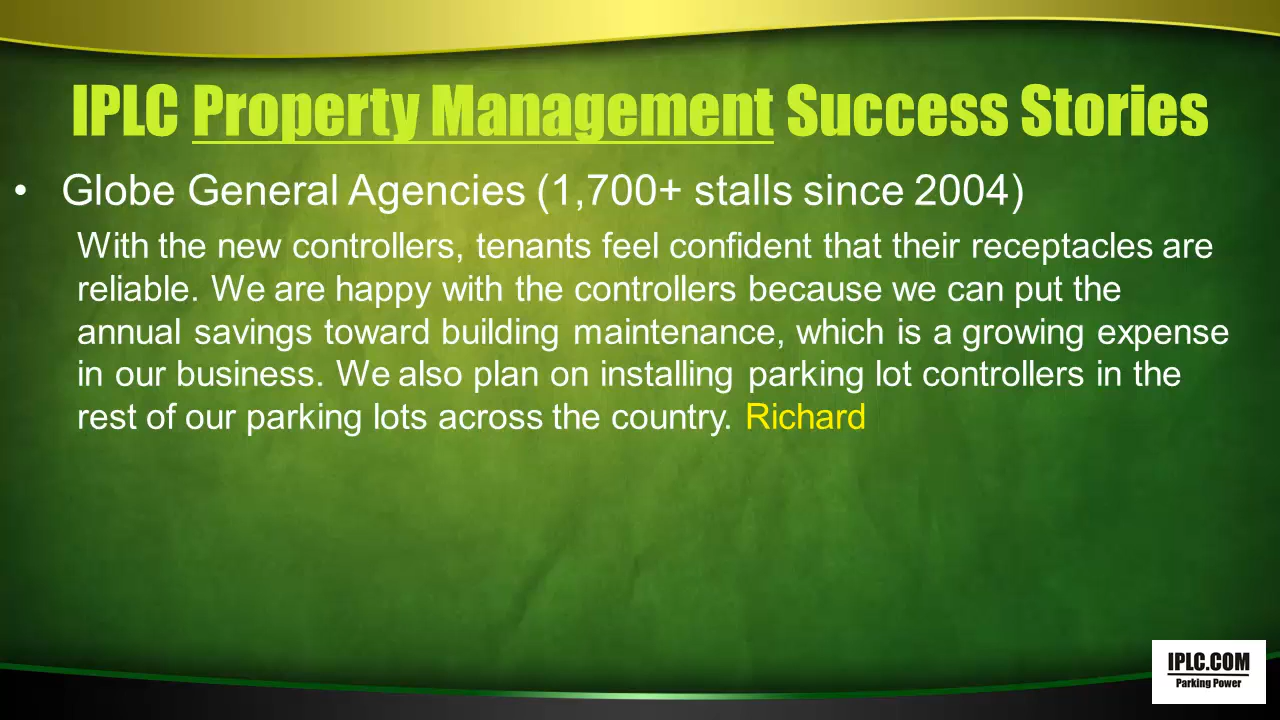 IPLC Property Management Success Stories
• Globe General Agencies (1,700+ stalls since 2004)
With the new controllers, tenants feel confident that their receptacles are
reliable. We are happy with the controllers because we can put the
annual savings toward building maintenance, which is a growing expense
in our business. We also plan on installing parking lot controllers in the
rest of our parking lots across the country. Richard
IPLC.COM
Parking Power